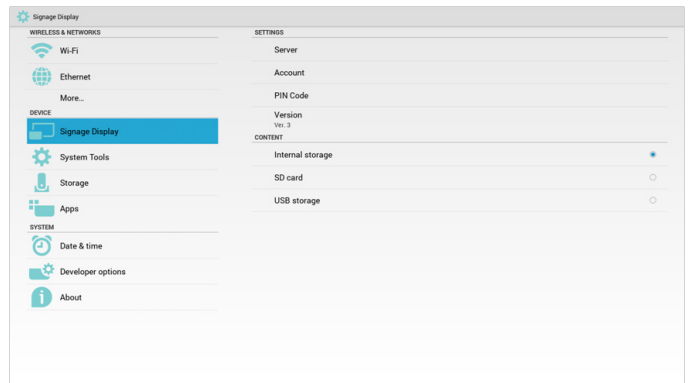 Signage Display
WIRELESS & NETWORKS
Wi-Fi
Ethernet
More...
DEVICE
Signage Display
System Tools
Storage
Apps
SYSTEM
Date & time
Developer options
About
SETTINGS
Server
Account
PIN Code
Version
Ver. 3
CONTENT
Internal storage
SD card
USB storage